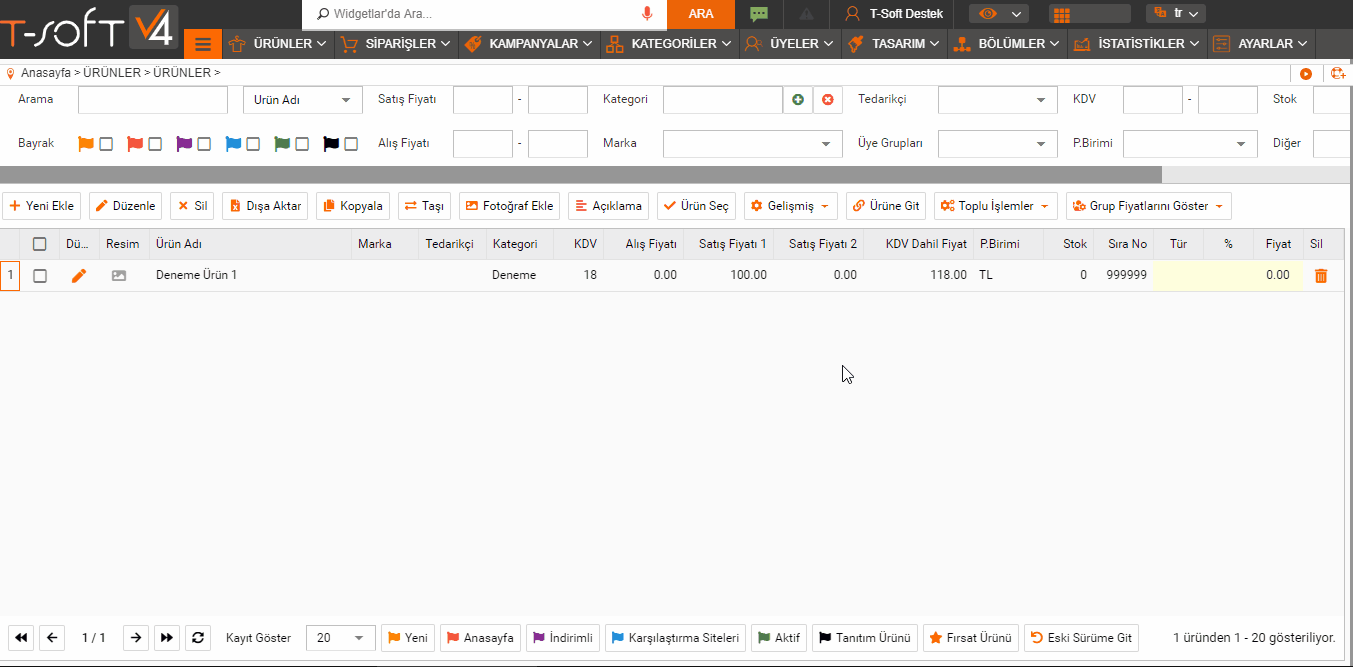 T-SOFT V4
Widgetlar'da Ara...
ARA
T-Soft Destek
tr
ÜRÜNLER SİPARİŞLER KAMPANYALAR KATEGORİLER ÜYELER TASARIM BÖLÜMLER İSTATİSTİKLER AYARLAR
Anasayfa > ÜRÜNLER > ÜRÜNLER >
Arama Ürün Adı Satış Fiyatı - Kategori Tedarikçi KDV - Stok
Bayrak Alış Fiyatı - Marka Üye Grupları P.Birimi Diğer
Yeni Ekle Düzenle Sil Dışa Aktar Kopyala Taşı Fotoğraf Ekle Açıklama Ürün Seç Gelişmiş Ürüne Git Toplu İşlemler Grup Fiyatlarını Göster
Dü... Resim Ürün Adı Marka Tedarikçi Kategori KDV Alış Fiyatı Satış Fiyatı 1 Satış Fiyatı 2 KDV Dahil Fiyat P.Birimi Stok Sıra No Tür % Fiyat Sil
1 Deneme Ürün 1 Deneme 18 0.00 100.00 0.00 118.00 TL 0 999999 0.00
1 / 1 Kayıt Göster 20 Yeni Anasayfa İndirimli Karşılaştırma Siteleri Aktif Tanıtım Ürünü Fırsat Ürünü Eski Sürüme Git 1 üründen 1 - 20 gösteriliyor.